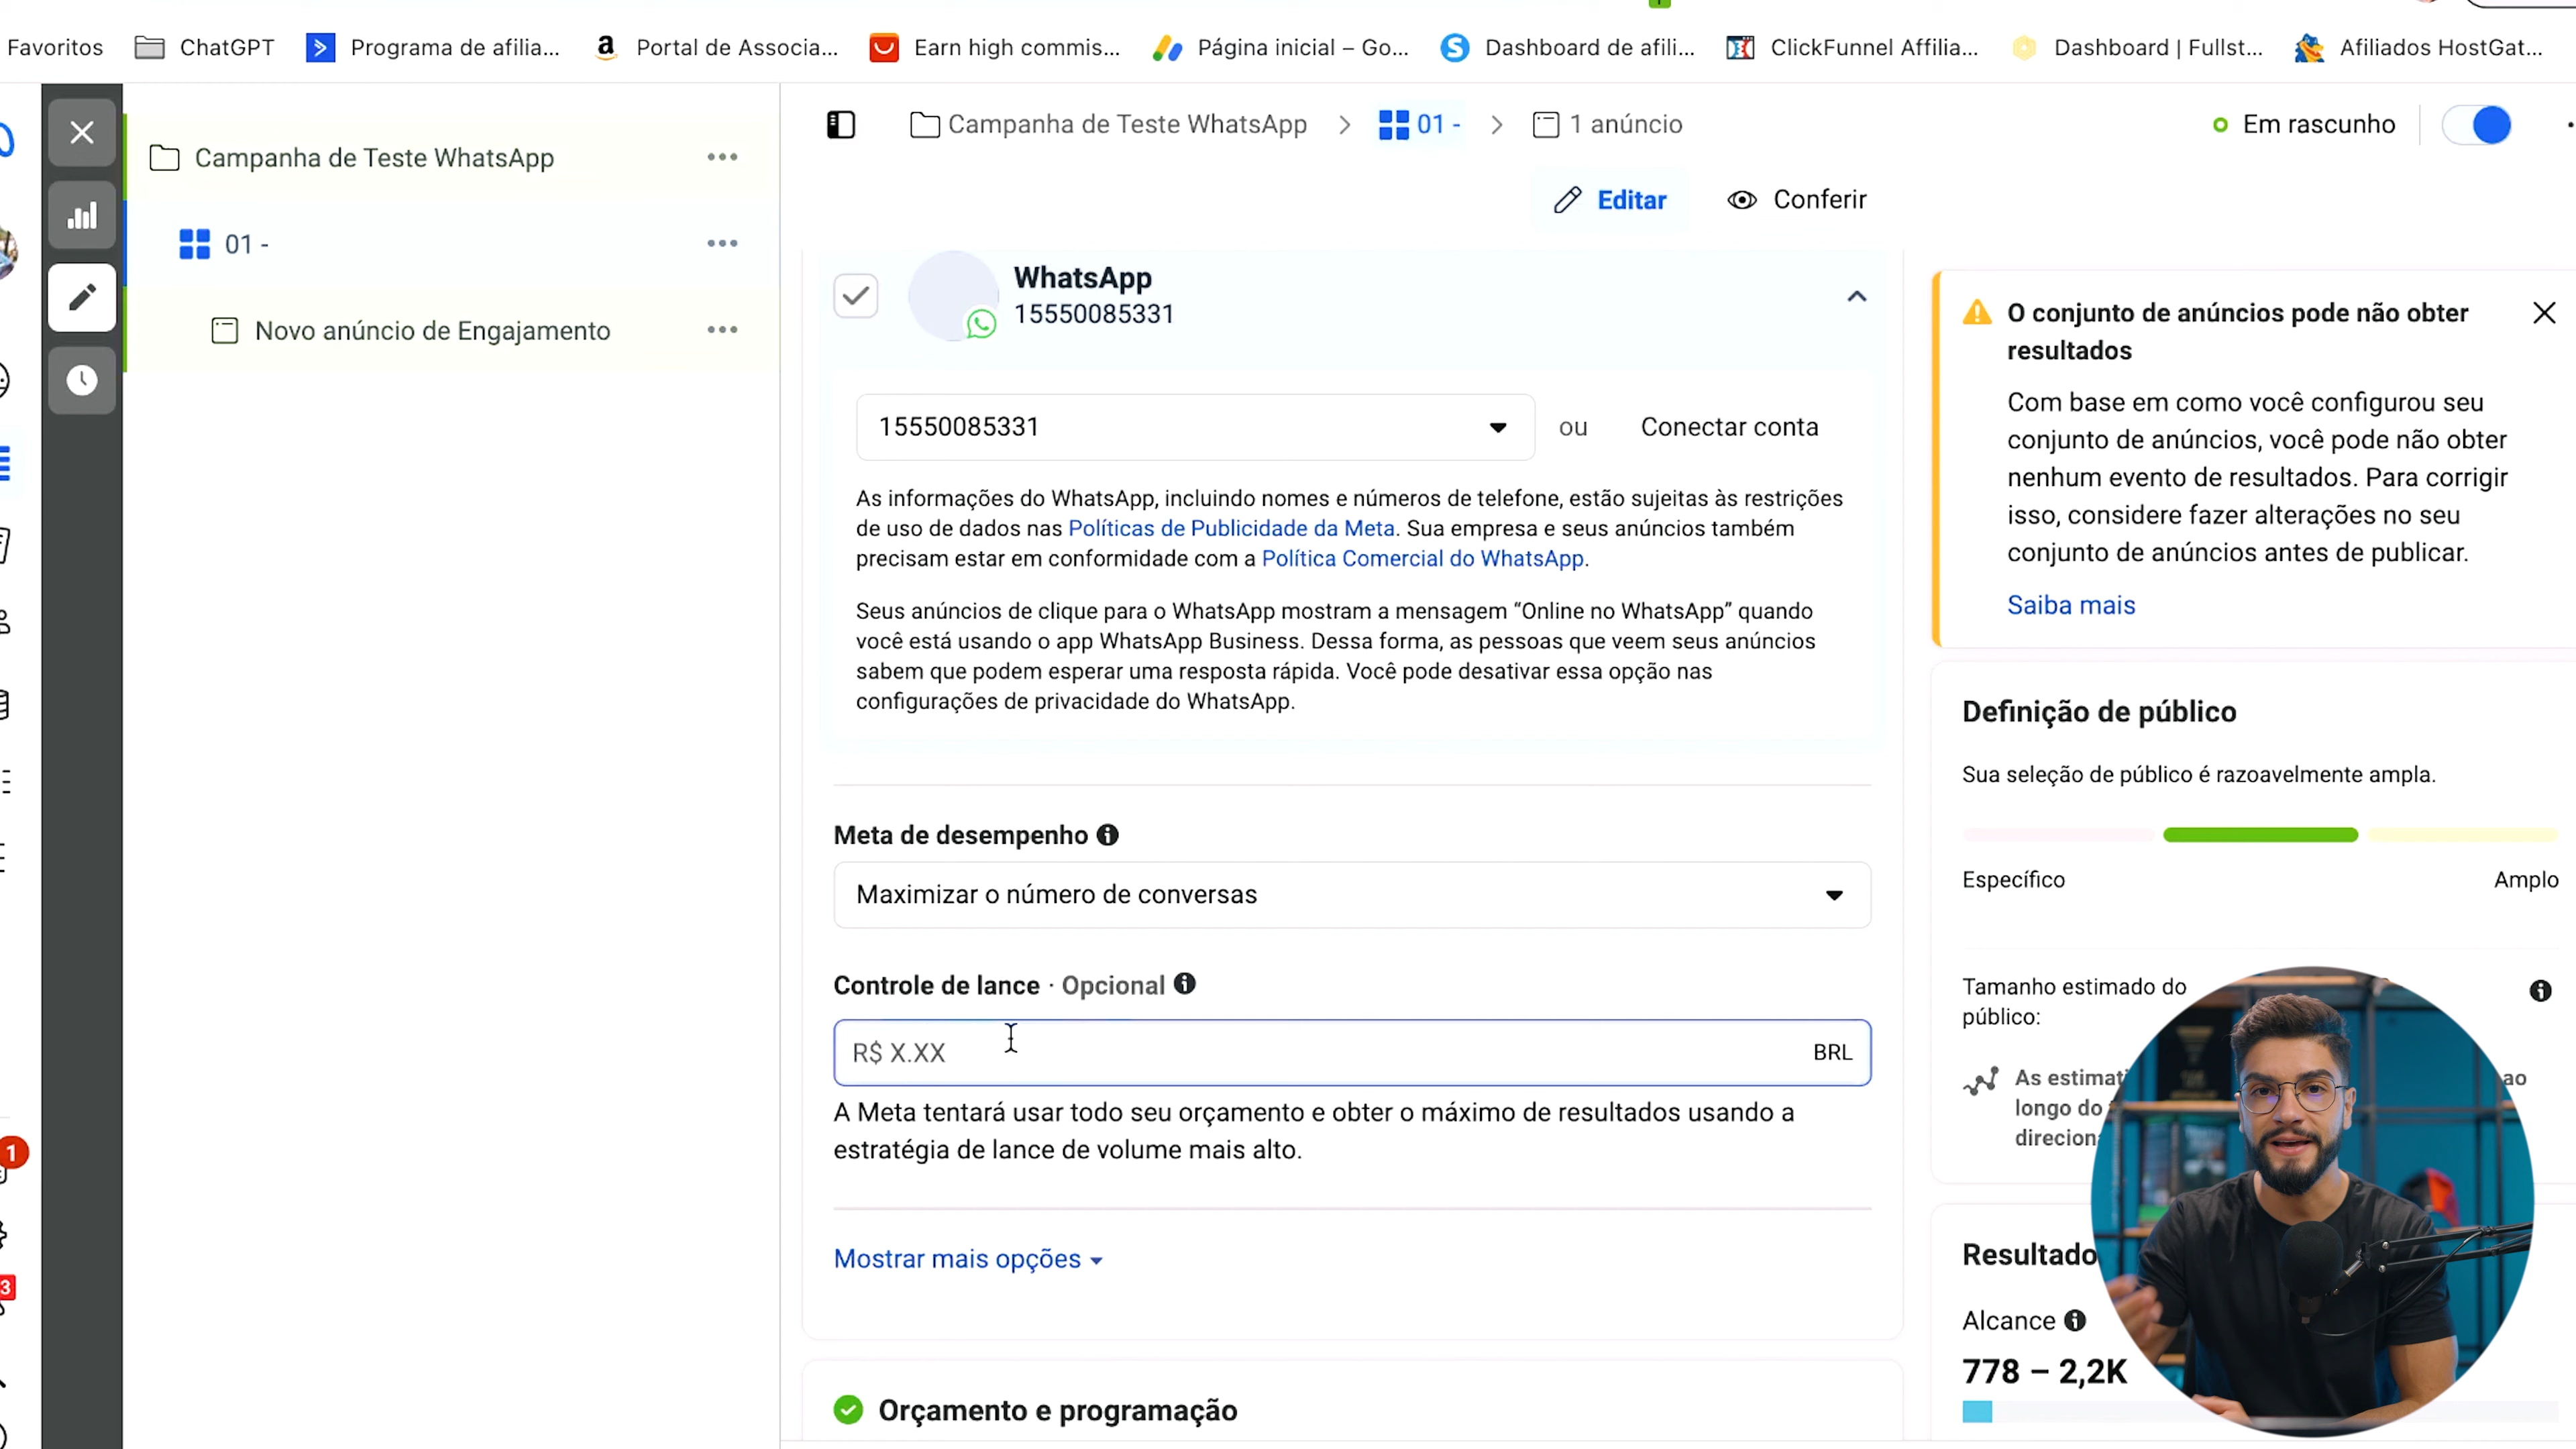 Favoritos
ChatGPT
Programa de afilia...
Portal de Associa...
Earn high commis...
Página inicial – Go...
Dashboard de afili...
ClickFunnel Affilia...
Dashboard | Fullst...
Afiliados HostGat...
Campanha de Teste WhatsApp
01 -
Novo anúncio de Engajamento
1
3
Campanha de Teste WhatsApp
01 -
1 anúncio
Em rascunho
Editar
Conferir
WhatsApp
15550085331
15550085331
ou
Conectar conta
As informações do WhatsApp, incluindo nomes e números de telefone, estão sujeitas às restrições
de uso de dados nas Políticas de Publicidade da Meta. Sua empresa e seus anúncios também
precisam estar em conformidade com a Política Comercial do WhatsApp.
Seus anúncios de clique para o WhatsApp mostram a mensagem “Online no WhatsApp” quando
você está usando o app WhatsApp Business. Dessa forma, as pessoas que veem seus anúncios
sabem que podem esperar uma resposta rápida. Você pode desativar essa opção nas
configurações de privacidade do WhatsApp.
Meta de desempenho
Maximizar o número de conversas
Controle de lance · Opcional
R$ X.XX
BRL
A Meta tentará usar todo seu orçamento e obter o máximo de resultados usando a
estratégia de lance de volume mais alto.
Mostrar mais opções
Orçamento e programação
O conjunto de anúncios pode não obter
resultados
Com base em como você configurou seu
conjunto de anúncios, você pode não obter
nenhum evento de resultados. Para corrigir
isso, considere fazer alterações no seu
conjunto de anúncios antes de publicar.
Saiba mais
Definição de público
Sua seleção de público é razoavelmente ampla.
Específico
Amplo
Tamanho estimado do
público:
As estimati
ao
longo do
direcion
Resultado
Alcance
778 – 2,2K